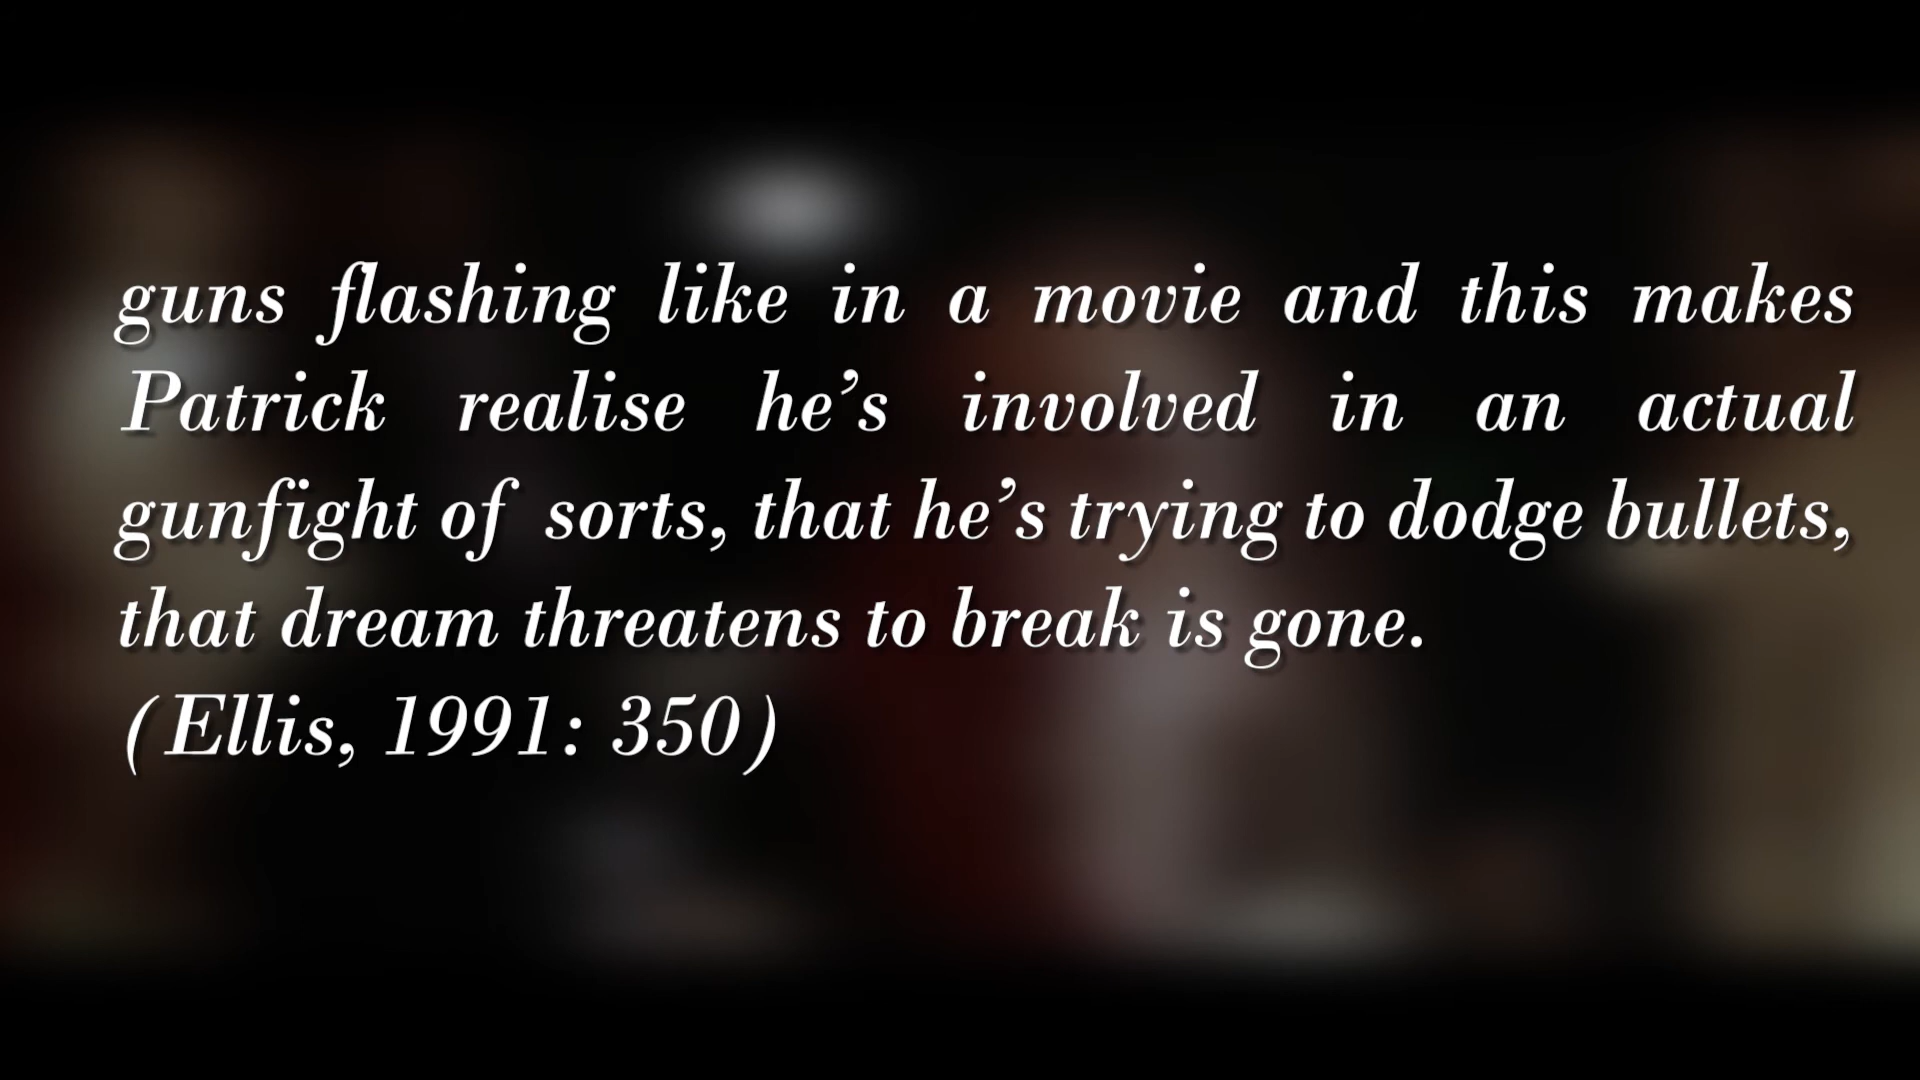 guns flashing like in a movie and this makes
Patrick realise he’s involved in an actual
gunfight of sorts, that he’s trying to dodge bullets,
that dream threatens to break is gone.
(Ellis, 1991: 350)